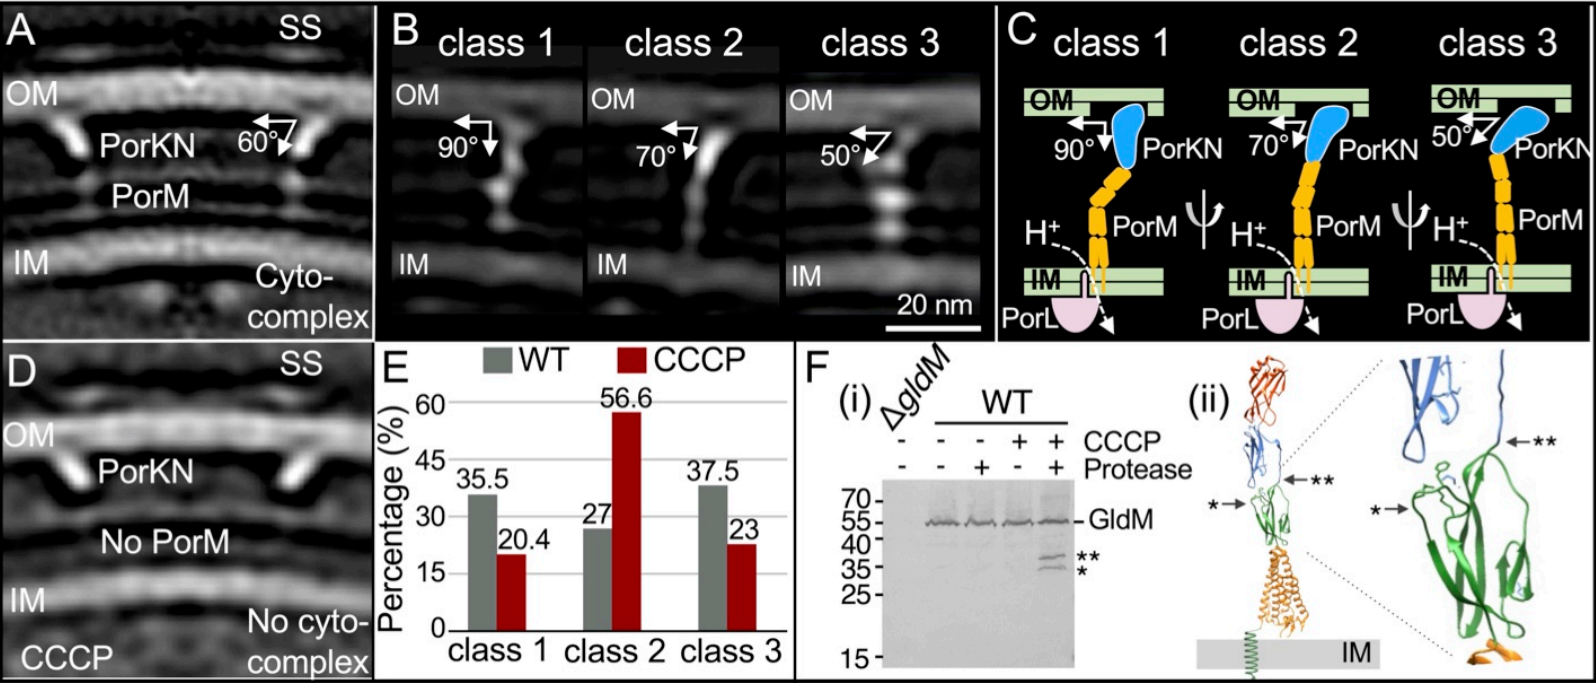 A
SS
OM
60°
PorKN
PorM
IM
Cyto-
complex
B
class 1
class 2
class 3
OM
OM
OM
90°
70°
50°
IM
IM
IM
20 nm
C
class 1
class 2
class 3
OM
OM
OM
90°
PorKN
70°
PorKN
50°
PorKN
H+
PorM
H+
PorM
H+
PorM
IM
IM
IM
PorL
PorL
PorL
D
SS
OM
PorKN
No PorM
IM
No cyto-
complex
CCCP
E
WT
CCCP
Percentage (%)
60
45
30
15
0
35.5
20.4
27
56.6
37.5
23
class 1
class 2
class 3
F
(i)
ΔgldM
WT
- - - + + CCCP
- - + - + Protease
70
55
40
35
25
15
GldM
**
*
(ii)
**
*
**
*
IM